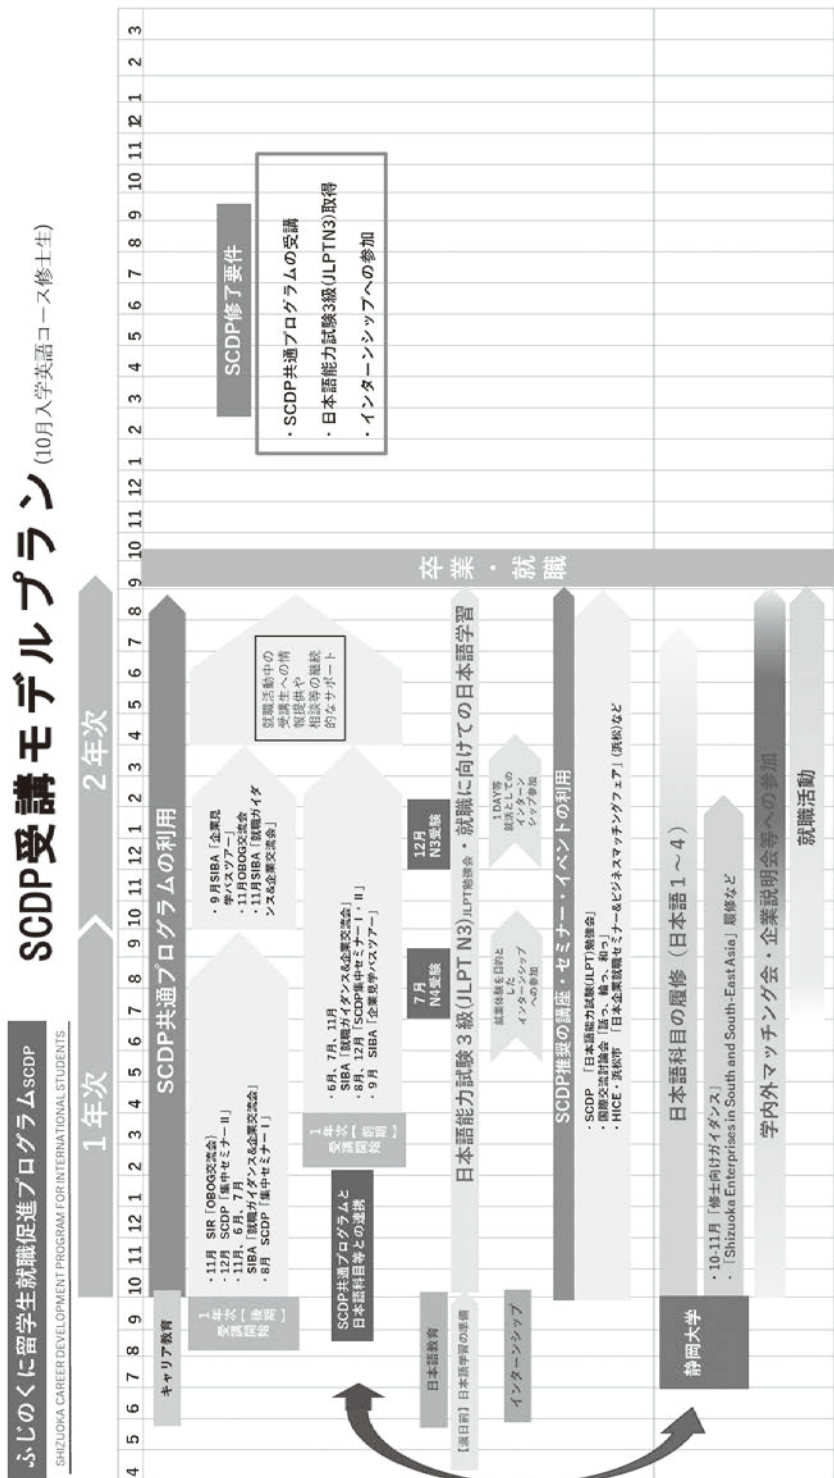 ふじのくに留学生就職促進プログラムSCDP
SHIZUOKA CAREER DEVELOPMENT PROGRAM FOR INTERNATIONAL STUDENTS
SCDP受講モデルプラン(10月入学英語コース修士生)
1年次
2年次
4 5 6 7 8 9 10 11 12 1 2 3 4 5 6 7 8 9 10 11 12 1 2 3 4 5 6 7 8 9 10 11 12 1 2 3 4 5 6 7 8 9 10 11 12 1 2 3
キャリア教育
SCDP共通プログラムの利用
1年次【後期】
受講開始
・11月 SIR「OBOG交流会}
・12月 SCDP「集中セミナーⅡ」
・11月、6月、7月
SIBA「就職ガイダンス&企業交流会」
・8月 SCDP「集中セミナーⅠ」
・9月SIBA「企業見
学バスツアー」
・11月OBOG交流会
・11月SIBA「就職ガイダ
ンス&企業交流会」
就職活動中の
受講生への情
報提供や
相談等の継続
的なサポート
1年次【前期】
受講開始
・6月、7月、11月
SIBA「就職ガイダンス&企業交流会」
・8月、12月「SCDP集中セミナーⅠ・Ⅱ」
・9月 SIBA「企業見学バスツアー」
SCDP共通プログラムと
日本語科目等との連携
日本語教育
7月
N4受験
12月
N3受験
【渡日前】日本語学習の準備
日本語能力試験3級(JLPT N3)JLPT勉強会・就職に向けての日本語学習
インターンシップ
就業体験を目的と
した
インターンシップ
への参加
1 DAY等
就活としての
インターン
シップ参加
SCDP推奨の講座・セミナー・イベントの利用
・SCDP 「日本語能力試験(JLPT)勉強会」
・国際交流討論会「話っ、輪っ、和っ」
・HICE・浜松市 「日本企業就職セミナー&ビジネスマッチングフェア」(浜松)など
静岡大学
日本語科目の履修(日本語1~4)
・10-11月「修士向けガイダンス」
・「Shizuoka Enterprises in South and South-East Asia」履修など
学内外マッチング会・企業説明会等への参加
就職活動
卒業・就職
SCDP修了要件
・SCDP共通プログラムの受講
・日本語能力試験3級(JLPTN3)取得
・インターンシップへの参加